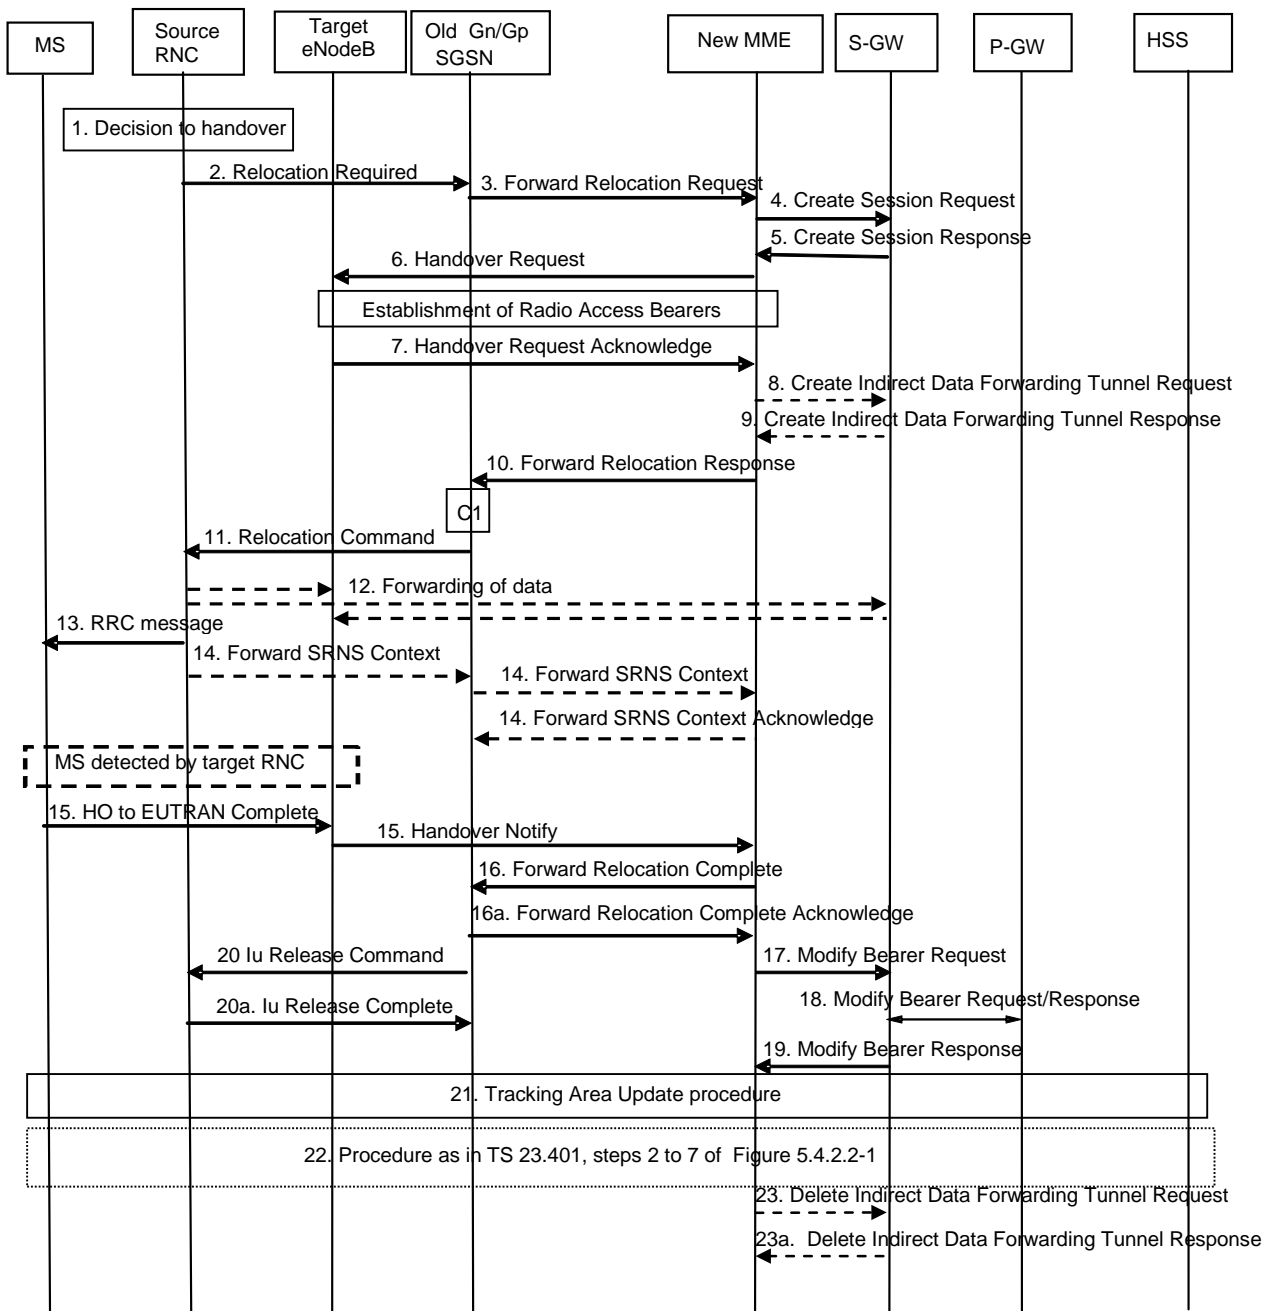 MS
Source
RNC
Target
eNodeB
Old Gn/Gp
SGSN
New MME
S-GW
P-GW
HSS
1. Decision to handover
2. Relocation Required
3. Forward Relocation Request
4. Create Session Request
5. Create Session Response
6. Handover Request
Establishment of Radio Access Bearers
7. Handover Request Acknowledge
8. Create Indirect Data Forwarding Tunnel Request
9. Create Indirect Data Forwarding Tunnel Response
10. Forward Relocation Response
C1
11. Relocation Command
12. Forwarding of data
13. RRC message
14. Forward SRNS Context
14. Forward SRNS Context
14. Forward SRNS Context Acknowledge
MS detected by target RNC
15. HO to EUTRAN Complete
15. Handover Notify
16. Forward Relocation Complete
16a. Forward Relocation Complete Acknowledge
20 Iu Release Command
17. Modify Bearer Request
20a. Iu Release Complete
18. Modify Bearer Request/Response
19. Modify Bearer Response
21. Tracking Area Update procedure
22. Procedure as in TS 23.401, steps 2 to 7 of Figure 5.4.2.2-1
23. Delete Indirect Data Forwarding Tunnel Request
23a. Delete Indirect Data Forwarding Tunnel Response